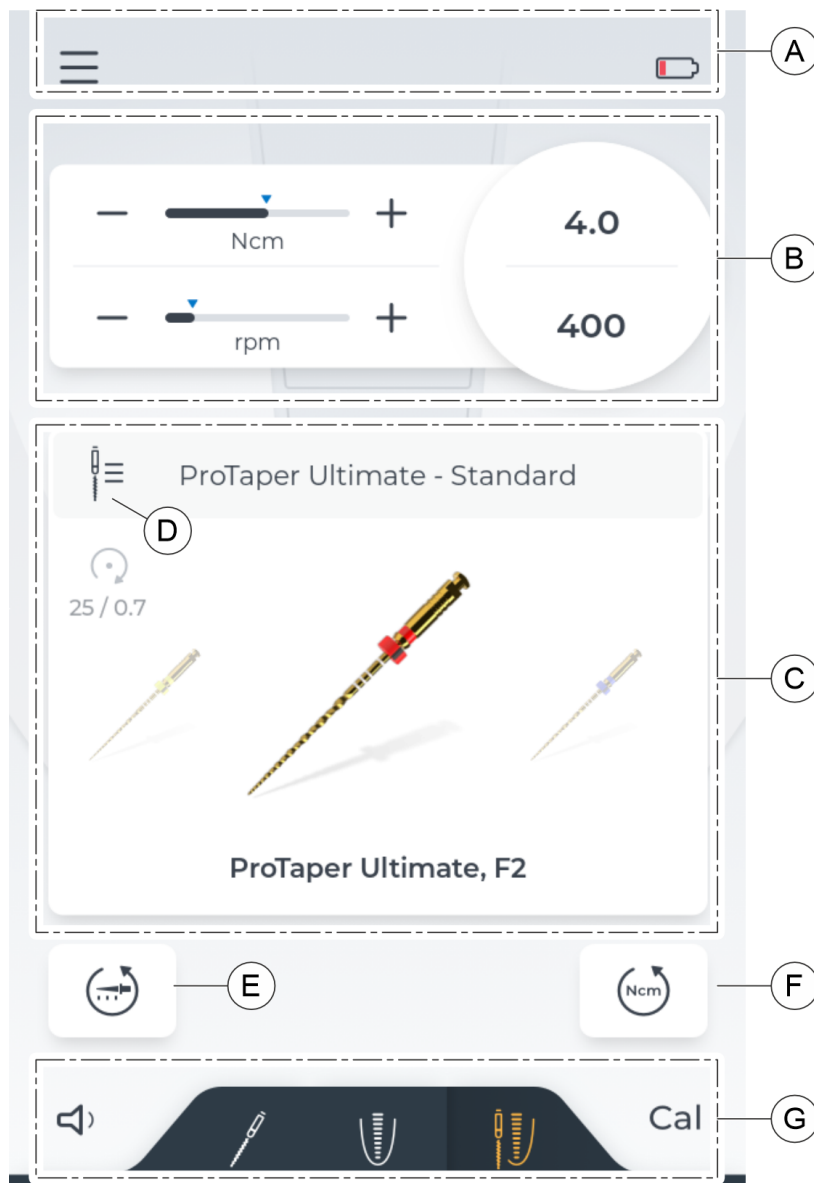 A
4.0
Ncm
B
400
rpm
ProTaper Ultimate - Standard
D
25 / 0.7
C
ProTaper Ultimate, F2
E
Ncm
F
Cal
G